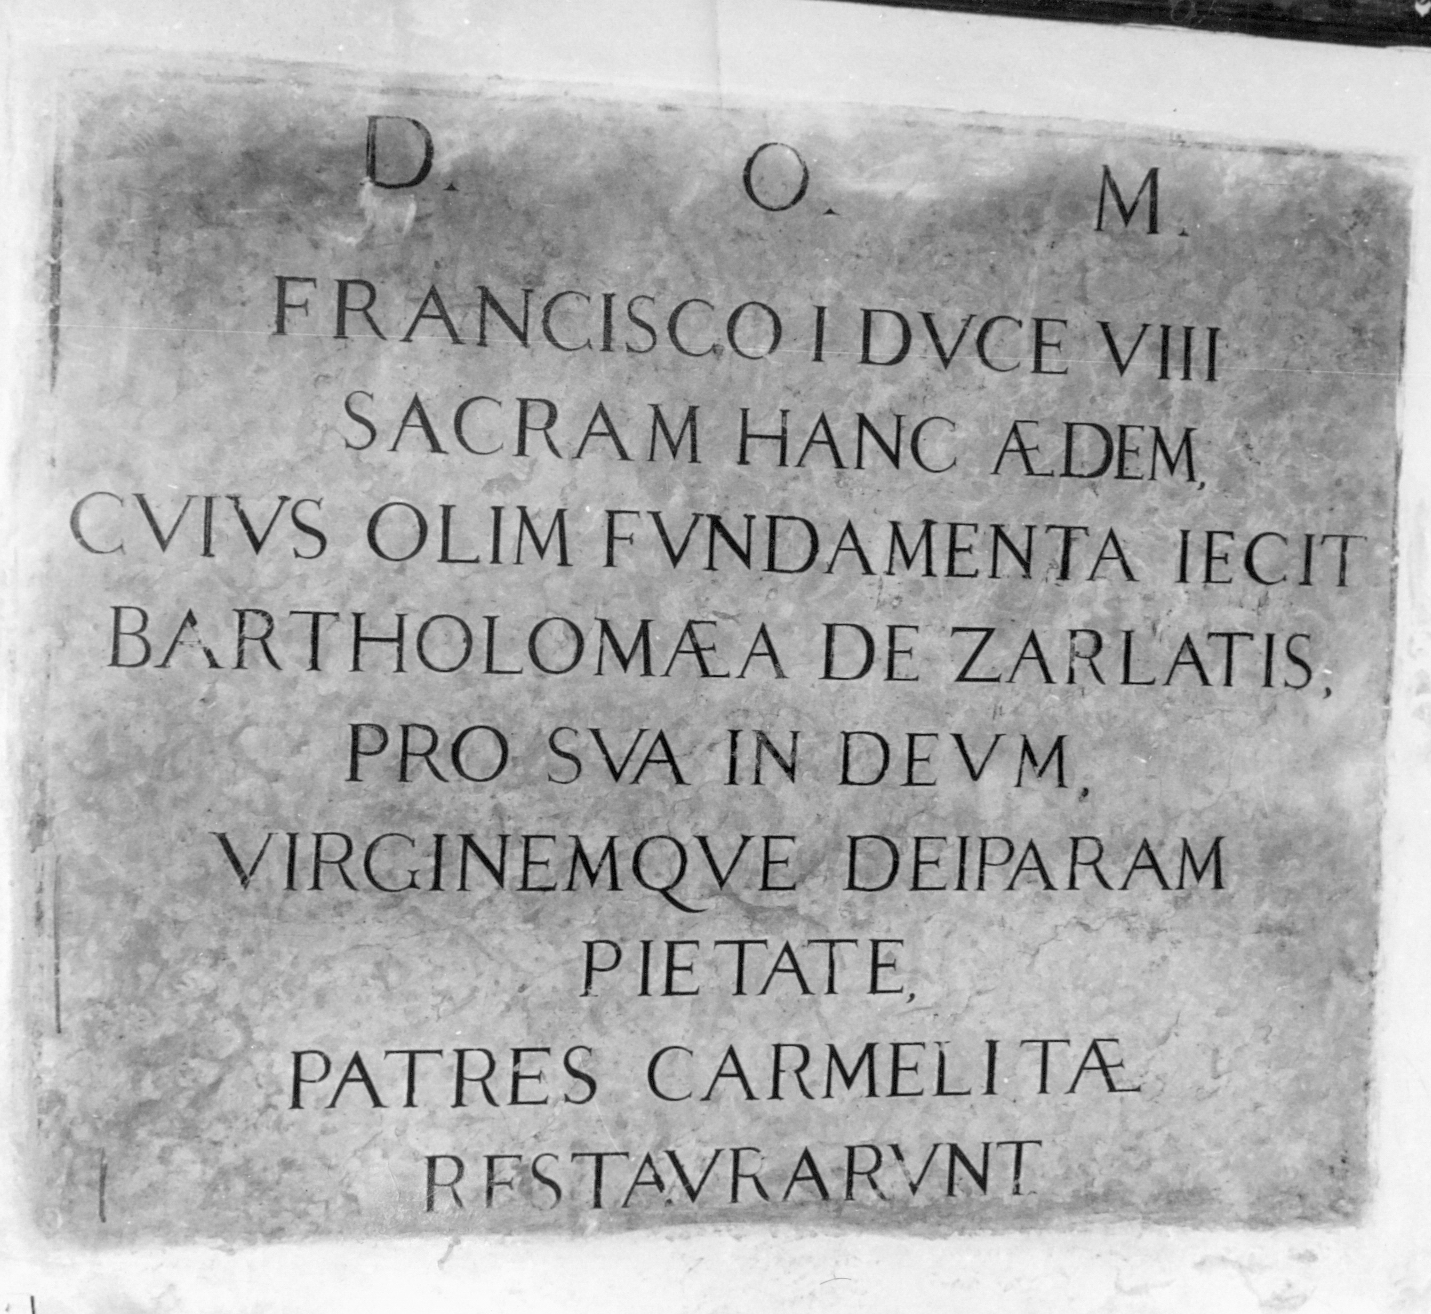 D. O. M.
FRANCISCO I DVCE VIII
SACRAM HANC ÆDEM,
CVIVS OLIM FVNDAMENTA IECIT
BARTHOLOMÆA DE ZARLATIS,
PRO SVA IN DEVM,
VIRGINEMQVE DEIPARAM
PIETATE,
PATRES CARMELITÆ
RESTAVRARVNT